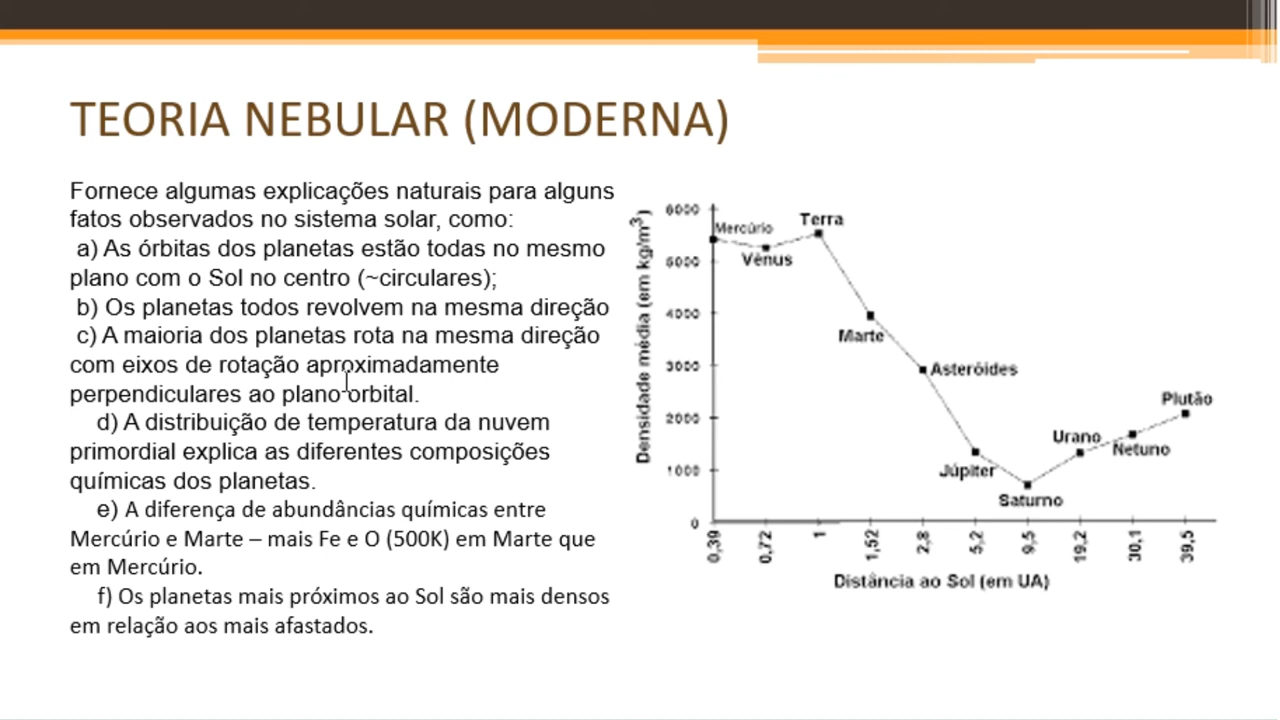 TEORIA NEBULAR (MODERNA)
Fornece algumas explicações naturais para alguns
fatos observados no sistema solar, como:
a) As órbitas dos planetas estão todas no mesmo
plano com o Sol no centro (~circulares);
b) Os planetas todos revolvem na mesma direção
c) A maioria dos planetas rota na mesma direção
com eixos de rotação aproximadamente
perpendiculares ao plano orbital.
d) A distribuição de temperatura da nuvem
primordial explica as diferentes composições
químicas dos planetas.
e) A diferença de abundâncias químicas entre
Mercúrio e Marte – mais Fe e O (500K) em Marte que
em Mercúrio.
f) Os planetas mais próximos ao Sol são mais densos
em relação aos mais afastados.
Densidade média (em kg/m³)
6000
5000
4000
3000
2000
1000
0
Mercúrio
Vênus
Terra
Marte
Asteróides
Júpiter
Saturno
Urano
Netuno
Plutão
0,39
0,72
1
1,52
2,8
5,2
9,5
19,2
30,1
39,5
Distância ao Sol (em UA)